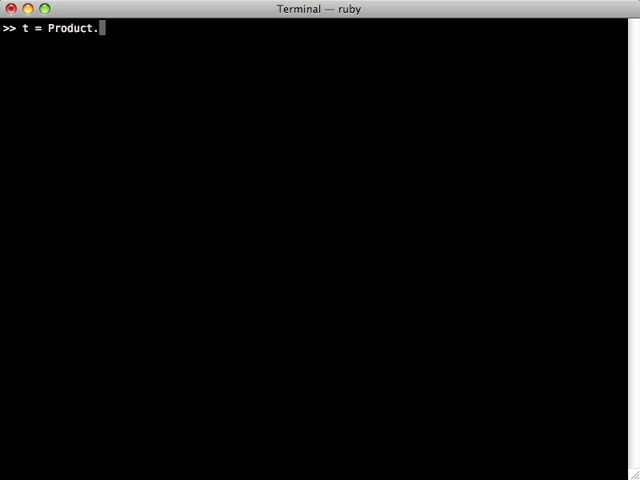 Terminal — ruby
>> t = Product.